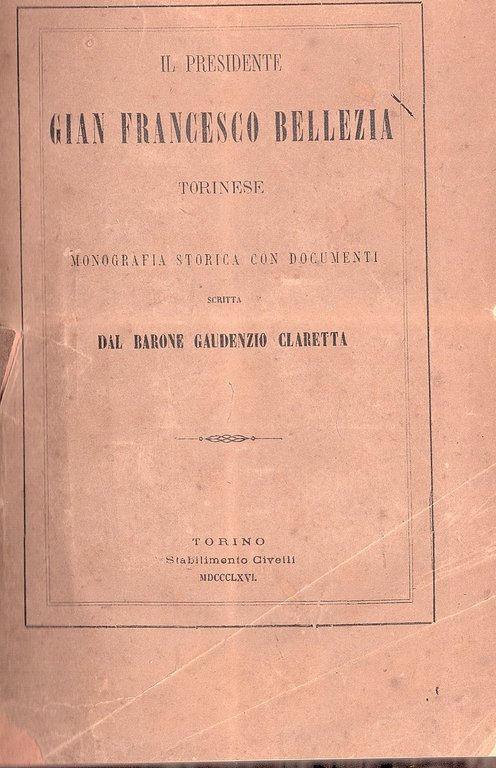 IL PRESIDENTE
GIAN FRANCESCO BELLEZIA
TORINESE
MONOGRAFIA STORICA CON DOCUMENTI
SCRITTA
DAL BARONE GAUDENZIO CLARETTA
TORINO
Stabilimento Civelli
MDCCCLXVI.